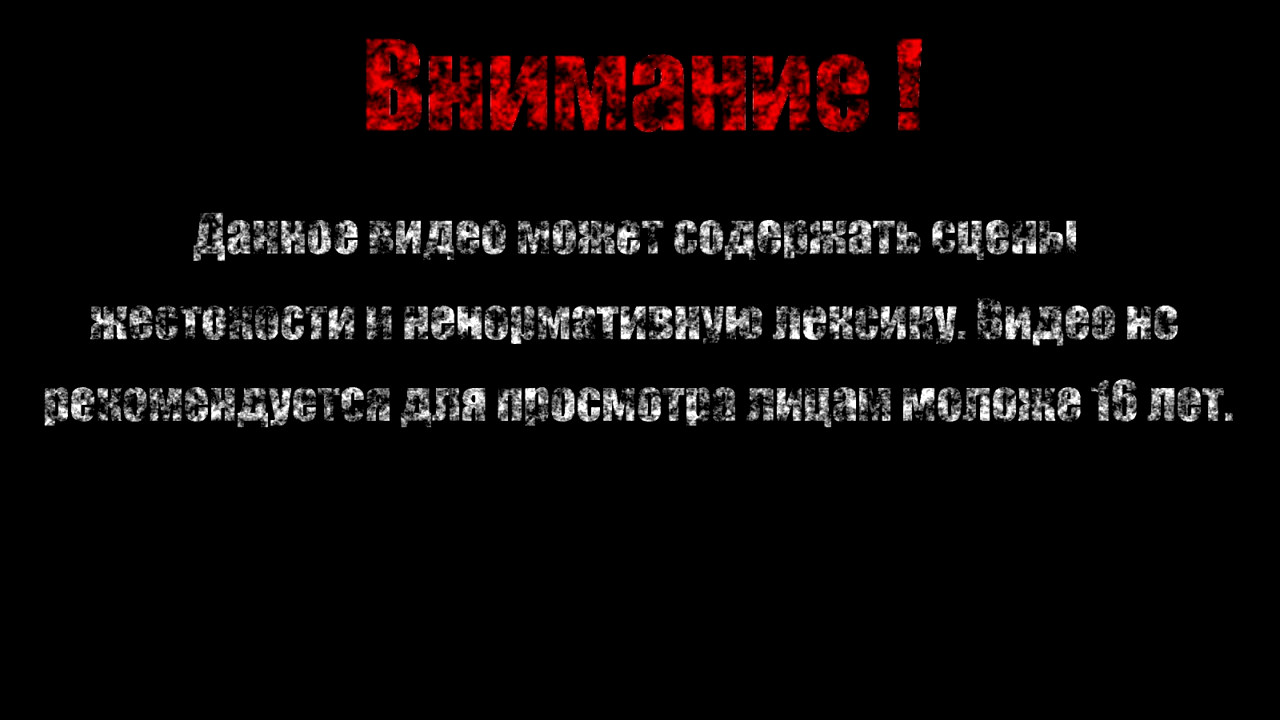 Внимание !
Данное видео может содержать сцены
жестокости и ненормативную лексику. Видео не
рекомендуется для просмотра лицам моложе 16 лет.